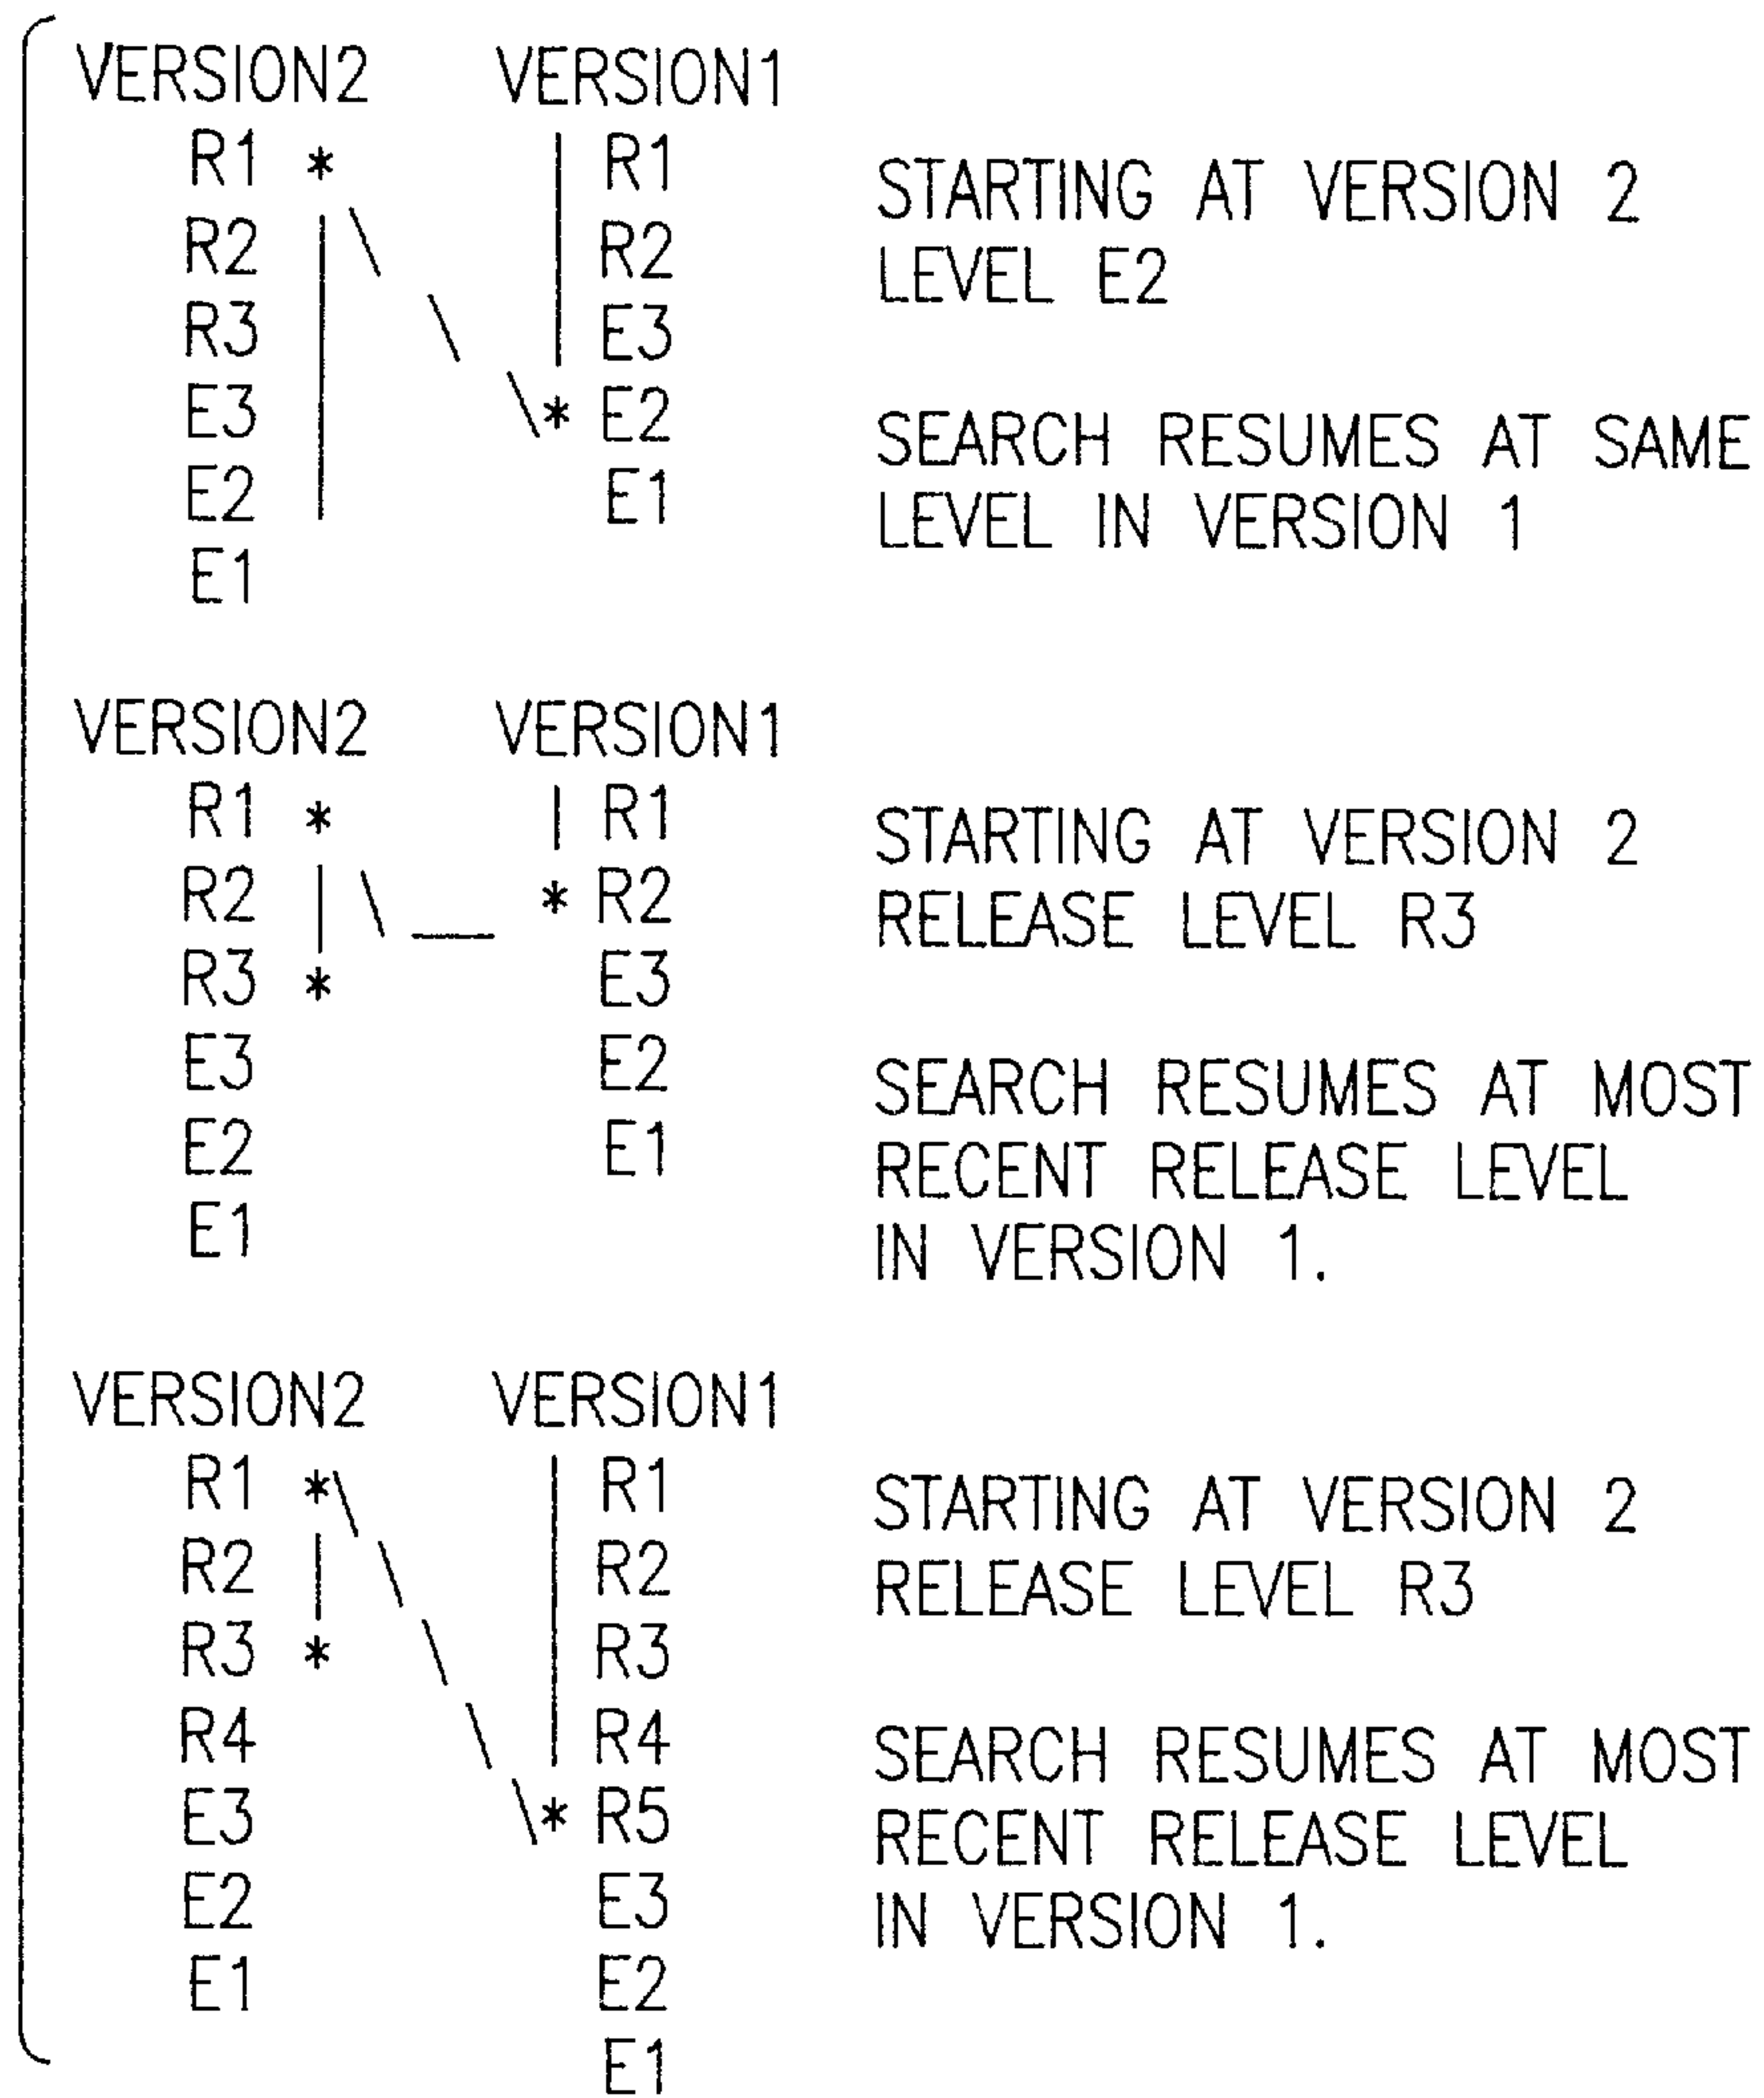 VERSION2 VERSION1
R1 * R1
R2 R2
R3 E3
E3 * E2
E2 E1
E1
STARTING AT VERSION 2
LEVEL E2
SEARCH RESUMES AT SAME
LEVEL IN VERSION 1
VERSION2 VERSION1
R1 * R1
R2 * R2
R3 * E3
E3 E2
E2 E1
E1
STARTING AT VERSION 2
RELEASE LEVEL R3
SEARCH RESUMES AT MOST
RECENT RELEASE LEVEL
IN VERSION 1.
VERSION2 VERSION1
R1 * R1
R2 R2
R3 * R3
R4 R4
E3 * R5
E2 E3
E1 E2
E1
STARTING AT VERSION 2
RELEASE LEVEL R3
SEARCH RESUMES AT MOST
RECENT RELEASE LEVEL
IN VERSION 1.